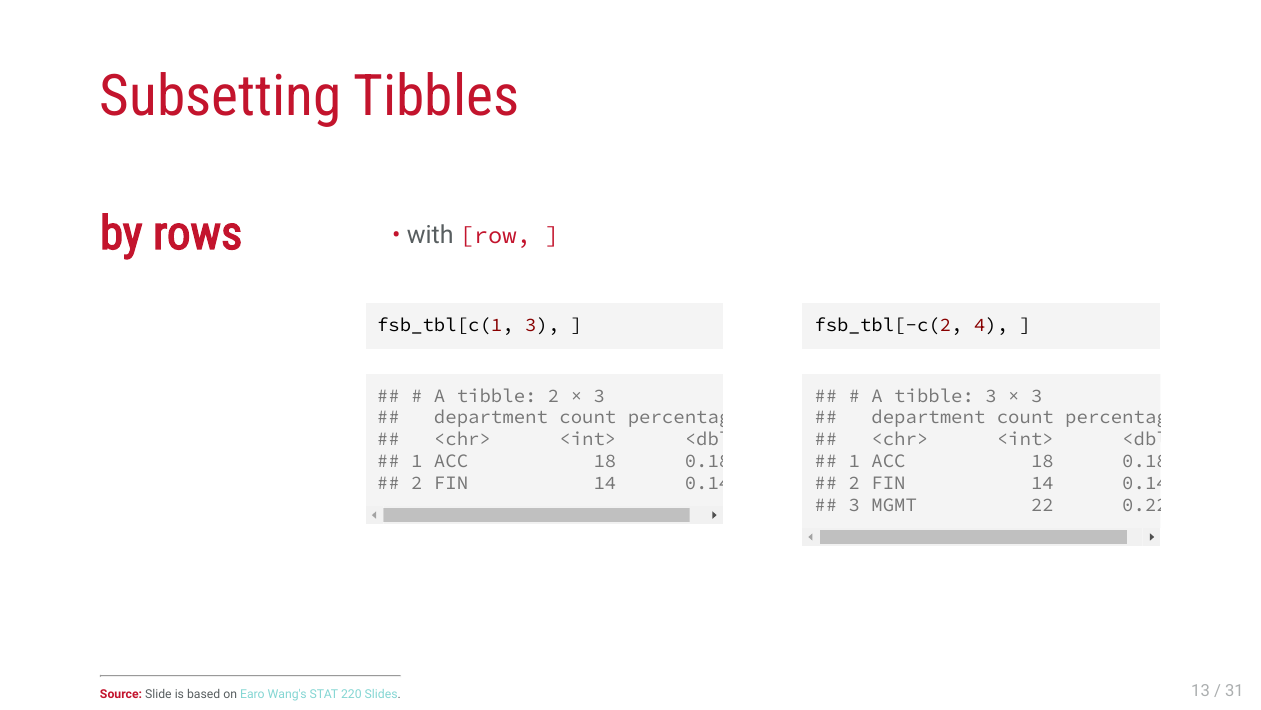 Subsetting Tibbles
by rows
• with [row, ]
fsb_tbl[c(1, 3), ]
## # A tibble: 2 × 3
##   department count percentag
##   <chr>      <int>      <dbl
## 1 ACC           18      0.18
## 2 FIN           14      0.14
fsb_tbl[-c(2, 4), ]
## # A tibble: 3 × 3
##   department count percentag
##   <chr>      <int>      <dbl
## 1 ACC           18      0.18
## 2 FIN           14      0.14
## 3 MGMT          22      0.22
Source: Slide is based on Earo Wang's STAT 220 Slides.
13 / 31